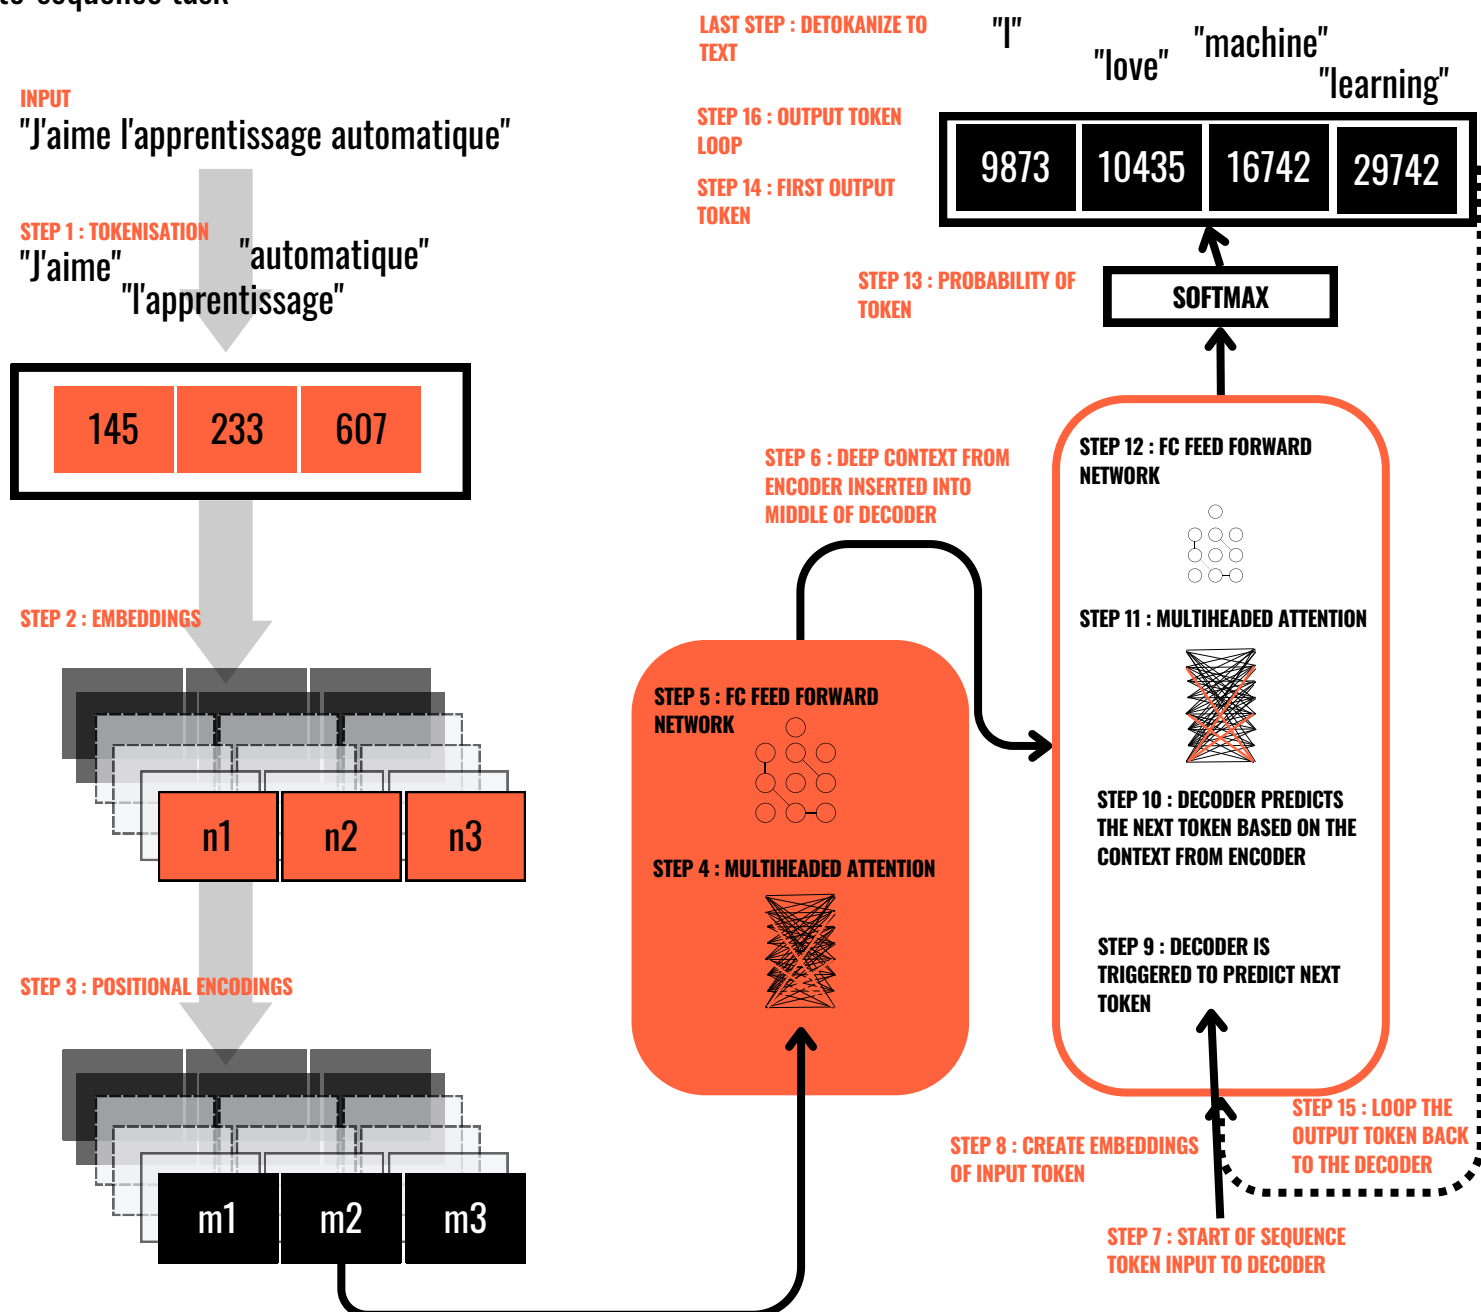 to-sequence task
INPUT
"J'aime l'apprentissage automatique"
STEP 1 : TOKENISATION
"J'aime"
"automatique"
"l'apprentissage"
145 233 607
STEP 2 : EMBEDDINGS
n1 n2 n3
STEP 3 : POSITIONAL ENCODINGS
m1 m2 m3
STEP 5 : FC FEED FORWARD
NETWORK
STEP 4 : MULTIHEADED ATTENTION
STEP 6 : DEEP CONTEXT FROM
ENCODER INSERTED INTO
MIDDLE OF DECODER
LAST STEP : DETOKANIZE TO
TEXT
"I"
"love"
"machine"
"learning"
STEP 16 : OUTPUT TOKEN
LOOP
STEP 14 : FIRST OUTPUT
TOKEN
9873 10435 16742 29742
STEP 13 : PROBABILITY OF
TOKEN
SOFTMAX
STEP 12 : FC FEED FORWARD
NETWORK
STEP 11 : MULTIHEADED ATTENTION
STEP 10 : DECODER PREDICTS
THE NEXT TOKEN BASED ON THE
CONTEXT FROM ENCODER
STEP 9 : DECODER IS
TRIGGERED TO PREDICT NEXT
TOKEN
STEP 15 : LOOP THE
OUTPUT TOKEN BACK
TO THE DECODER
STEP 8 : CREATE EMBEDDINGS
OF INPUT TOKEN
STEP 7 : START OF SEQUENCE
TOKEN INPUT TO DECODER